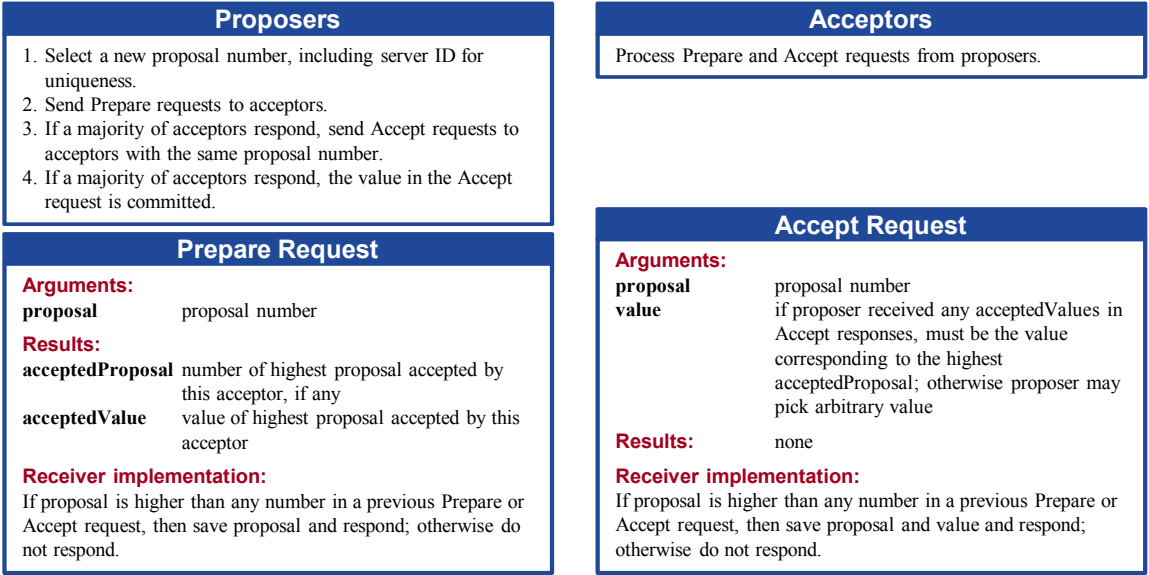 Proposers
1. Select a new proposal number, including server ID for
uniqueness.
2. Send Prepare requests to acceptors.
3. If a majority of acceptors respond, send Accept requests to
acceptors with the same proposal number.
4. If a majority of acceptors respond, the value in the Accept
request is committed.
Acceptors
Process Prepare and Accept requests from proposers.
Prepare Request
Arguments:
proposal proposal number
Results:
acceptedProposal number of highest proposal accepted by
this acceptor, if any
acceptedValue value of highest proposal accepted by this
acceptor
Receiver implementation:
If proposal is higher than any number in a previous Prepare or
Accept request, then save proposal and respond; otherwise do
not respond.
Accept Request
Arguments:
proposal proposal number
value if proposer received any acceptedValues in
Accept responses, must be the value
corresponding to the highest
acceptedProposal; otherwise proposer may
pick arbitrary value
Results: none
Receiver implementation:
If proposal is higher than any number in a previous Prepare or
Accept request, then save proposal and value and respond;
otherwise do not respond.